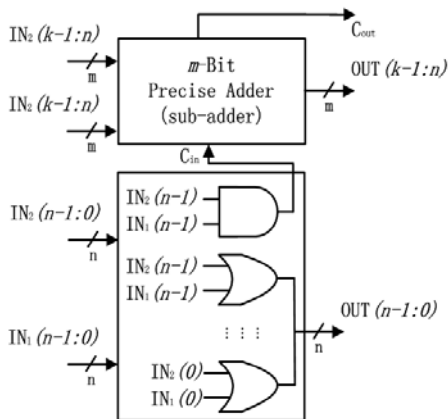 IN₂(k-1:n)
m
IN₂(k-1:n)
m
m-Bit
Precise Adder
(sub-adder)
Cout
OUT(k-1:n)
m
Cin
IN₂(n-1:0)
n
IN₁(n-1:0)
n
IN₂(n-1)
IN₁(n-1)
IN₂(n-1)
IN₁(n-1)
⋮ ⋮ ⋮
IN₂(0)
IN₁(0)
OUT(n-1:0)
n